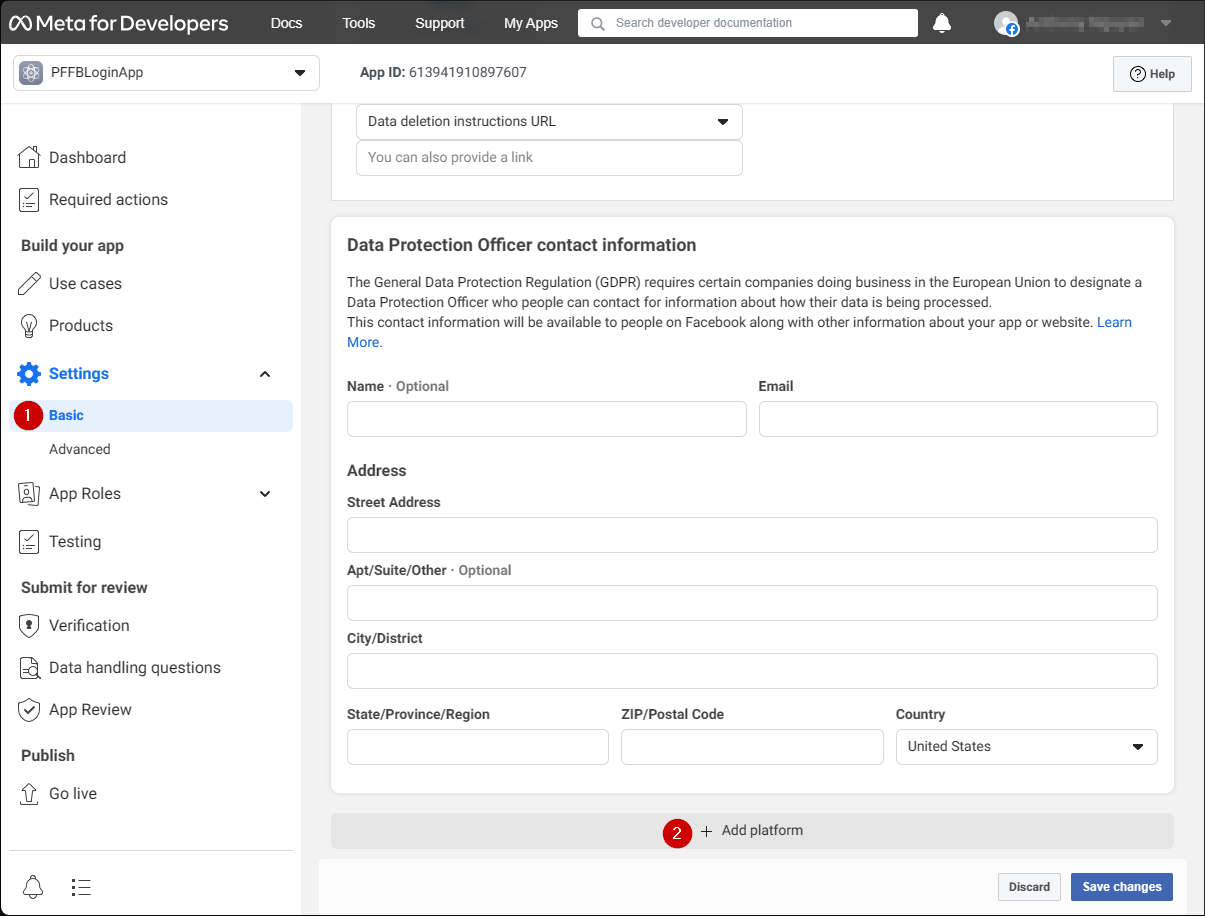 Meta for Developers
Docs
Tools
Support
My Apps
Search developer documentation
PFFBLoginApp
App ID: 613941910897607
Help
Dashboard
Required actions
Build your app
Use cases
Products
Settings
1
Basic
Advanced
App Roles
Testing
Submit for review
Verification
Data handling questions
App Review
Publish
Go live
Data deletion instructions URL
You can also provide a link
Data Protection Officer contact information
The General Data Protection Regulation (GDPR) requires certain companies doing business in the European Union to designate a
Data Protection Officer who people can contact for information about how their data is being processed.
This contact information will be available to people on Facebook along with other information about your app or website. Learn
More.
Name · Optional
Email
Address
Street Address
Apt/Suite/Other · Optional
City/District
State/Province/Region
ZIP/Postal Code
Country
United States
2
+ Add platform
Discard
Save changes